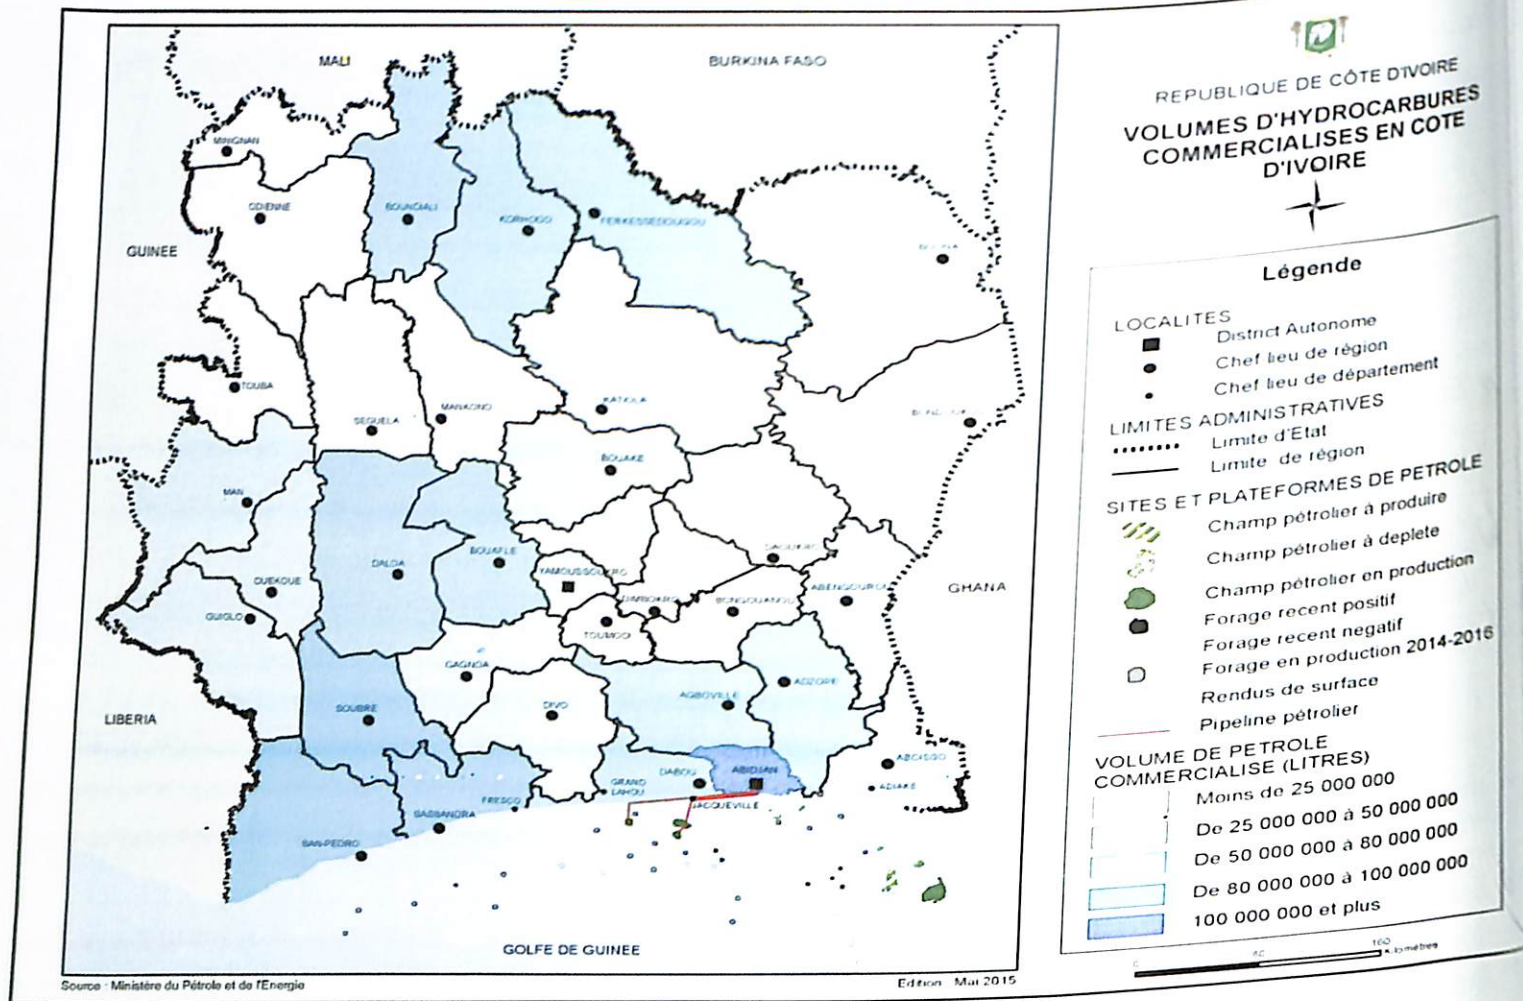 MALI
BURKINA FASO
MINIGNAN
ODIENNE
BOUNDIALI
KORHOGO
FERKESSEDOUGOU
BOUNA
GUINEE
TOUBA
SEGUELA
MANKONO
KATIOLA
BONDOUKOU
BOUAKE
MAN
DUEKOUE
GUIGLO
DALOA
BOUAFLE
YAMOUSSOUKRO
DIMBOKRO
TOUMODI
BONGOUANOU
DAOUKRO
ABENGOUROU
GHANA
GAGNOA
SOUBRE
DIVO
AGBOVILLE
ADZOPE
LIBERIA
ABOISSO
ADIAKE
DABOU
ABIDJAN
GRAND
LAHOU
JACQUEVILLE
FRESCO
SASSANDRA
SAN-PEDRO
GOLFE DE GUINEE
Source : Ministère du Pétrole et de l'Energie
Edition : Mai 2015
REPUBLIQUE DE CÔTE D'IVOIRE
VOLUMES D'HYDROCARBURES
COMMERCIALISES EN COTE
D'IVOIRE
Légende
LOCALITES
District Autonome
Chef lieu de région
Chef lieu de département
LIMITES ADMINISTRATIVES
Limite d'Etat
Limite de région
SITES ET PLATEFORMES DE PETROLE
Champ pétrolier à produire
Champ pétrolier à deplete
Champ pétrolier en production
Forage recent positif
Forage recent negatif
Forage en production 2014-2016
Rendus de surface
Pipeline pétrolier
VOLUME DE PETROLE
COMMERCIALISE (LITRES)
Moins de 25 000 000
De 25 000 000 à 50 000 000
De 50 000 000 à 80 000 000
De 80 000 000 à 100 000 000
100 000 000 et plus
0 80 160
Kilomètres